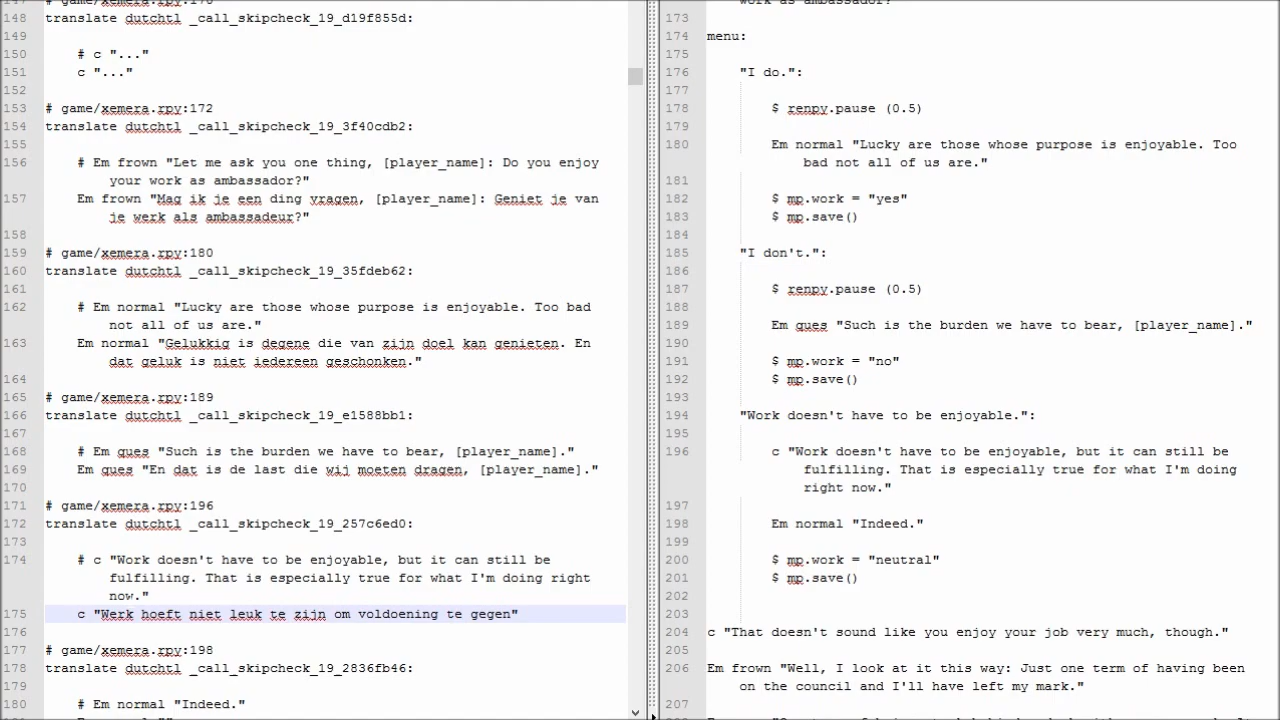 147 # game/xemera.rpy:170
148 translate dutchtl _call_skipcheck_19_d19f855d:
149
150 # c "..."
151 c "..."
152
153 # game/xemera.rpy:172
154 translate dutchtl _call_skipcheck_19_3f40cdb2:
155
156 # Em frown "Let me ask you one thing, [player_name]: Do you enjoy
your work as ambassador?"
157 Em frown "Mag ik je een ding vragen, [player_name]: Geniet je van
je werk als ambassadeur?"
158
159 # game/xemera.rpy:180
160 translate dutchtl _call_skipcheck_19_35fdeb62:
161
162 # Em normal "Lucky are those whose purpose is enjoyable. Too bad
not all of us are."
163 Em normal "Gelukkig is degene die van zijn doel kan genieten. En
dat geluk is niet iedereen geschonken."
164
165 # game/xemera.rpy:189
166 translate dutchtl _call_skipcheck_19_e1588bb1:
167
168 # Em ques "Such is the burden we have to bear, [player_name]."
169 Em ques "En dat is de last die wij moeten dragen, [player_name]."
170
171 # game/xemera.rpy:196
172 translate dutchtl _call_skipcheck_19_257c6ed0:
173
174 # c "Work doesn't have to be enjoyable, but it can still be
fulfilling. That is especially true for what I'm doing right
now."
175 c "Werk hoeft niet leuk te zijn om voldoening te gegen"
176
177 # game/xemera.rpy:198
178 translate dutchtl _call_skipcheck_19_2836fb46:
179
180 # Em normal "Indeed."
work as ambassador?"
173
174 menu:
175
176 "I do.":
177
178 $ renpy.pause (0.5)
179
180 Em normal "Lucky are those whose purpose is enjoyable. Too
bad not all of us are."
181
182 $ mp.work = "yes"
183 $ mp.save()
184
185 "I don't.":
186
187 $ renpy.pause (0.5)
188
189 Em ques "Such is the burden we have to bear, [player_name]."
190
191 $ mp.work = "no"
192 $ mp.save()
193
194 "Work doesn't have to be enjoyable.":
195
196 c "Work doesn't have to be enjoyable, but it can still be
fulfilling. That is especially true for what I'm doing
right now."
197
198 Em normal "Indeed."
199
200 $ mp.work = "neutral"
201 $ mp.save()
202
203
204 c "That doesn't sound like you enjoy your job very much, though."
205
206 Em frown "Well, I look at it this way: Just one term of having been
on the council and I'll have left my mark."
207